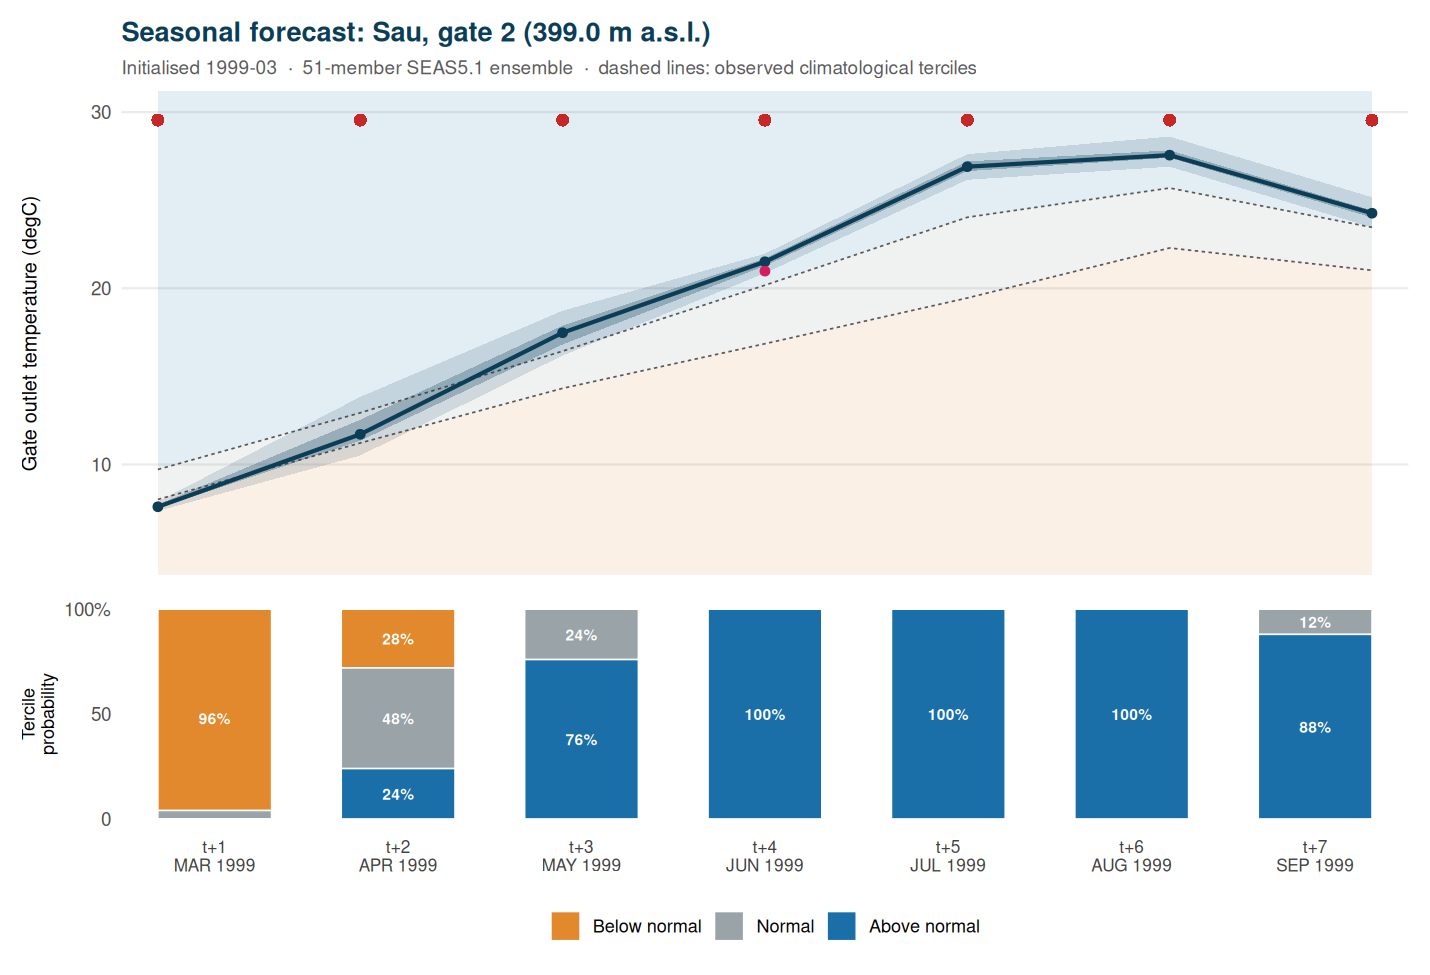 Seasonal forecast: Sau, gate 2 (399.0 m a.s.l.)
Initialised 1999-03 · 51-member SEAS5.1 ensemble · dashed lines: observed climatological terciles
Gate outlet temperature (degC)
30
20
10
Tercile
probability
100%
50
0
96%
28%
48%
24%
24%
76%
100%
100%
100%
12%
88%
t+1
MAR 1999
t+2
APR 1999
t+3
MAY 1999
t+4
JUN 1999
t+5
JUL 1999
t+6
AUG 1999
t+7
SEP 1999
Below normal
Normal
Above normal